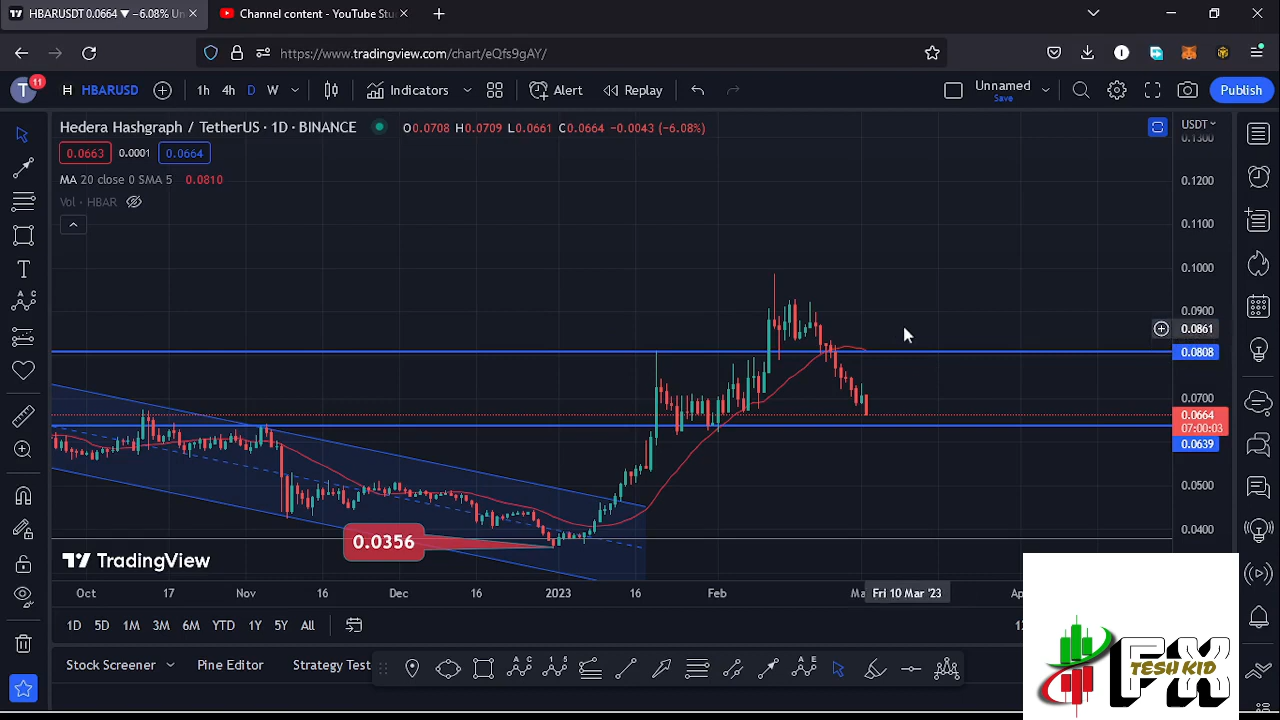 HBARUSDT 0.0664 ▼ −6.08% Un
Channel content - YouTube Stu
https://www.tradingview.com/chart/eQfs9gAY/
T
11
H HBARUSD
1h 4h D W
Indicators
Alert
Replay
Unnamed
Save
Publish
Hedera Hashgraph / TetherUS · 1D · BINANCE
O0.0708 H0.0709 L0.0661 C0.0664 −0.0043 (−6.08%)
USDT
0.0663 0.0001 0.0664
MA 20 close 0 SMA 5 0.0810
Vol · HBAR
0.1300
0.1200
0.1100
0.1000
0.0900
0.0861
0.0808
0.0700
0.0664
07:00:03
0.0639
0.0500
0.0400
0.0356
TradingView
Oct 17 Nov 16 Dec 16 2023 16 Feb Ma Fri 10 Mar '23 Ap
1D 5D 1M 3M 6M YTD 1Y 5Y All
Stock Screener Pine Editor Strategy Test
FX
TESH KID